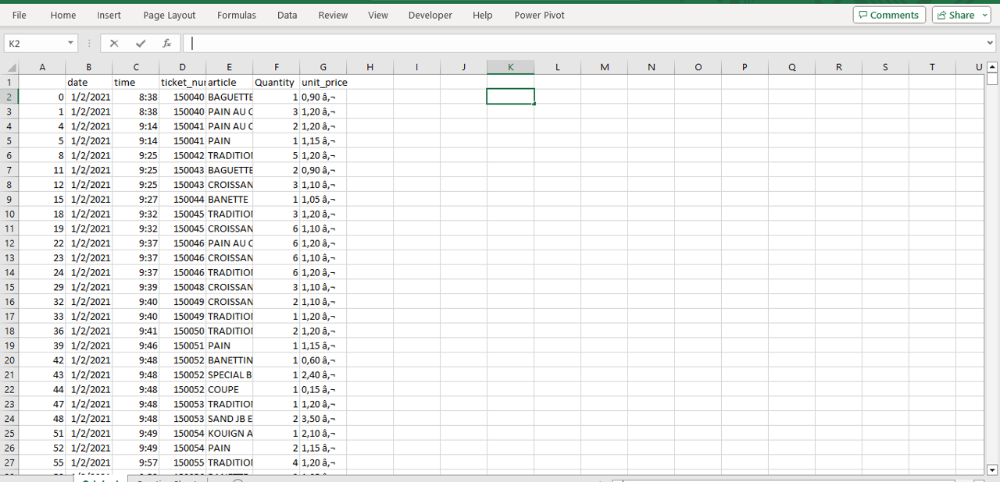 File Home Insert Page Layout Formulas Data Review View Developer Help Power Pivot Comments Share
K2 fx
A B C D E F G H I J K L M N O P Q R S T U
1 date time ticket_nur article Quantity unit_price
2 0 1/2/2021 8:38 150040 BAGUETTE 1 0,90 â‚¬
3 1 1/2/2021 8:38 150040 PAIN AU C 3 1,20 â‚¬
4 4 1/2/2021 9:14 150041 PAIN AU C 2 1,20 â‚¬
5 5 1/2/2021 9:14 150041 PAIN 1 1,15 â‚¬
6 8 1/2/2021 9:25 150042 TRADITIO 5 1,20 â‚¬
7 11 1/2/2021 9:25 150043 BAGUETTE 2 0,90 â‚¬
8 12 1/2/2021 9:25 150043 CROISSAN 3 1,10 â‚¬
9 15 1/2/2021 9:27 150044 BANETTE 1 1,05 â‚¬
10 18 1/2/2021 9:32 150045 TRADITIO 3 1,20 â‚¬
11 19 1/2/2021 9:32 150045 CROISSAN 6 1,10 â‚¬
12 22 1/2/2021 9:37 150046 PAIN AU C 6 1,20 â‚¬
13 23 1/2/2021 9:37 150046 CROISSAN 6 1,10 â‚¬
14 24 1/2/2021 9:37 150046 TRADITIO 6 1,20 â‚¬
15 29 1/2/2021 9:39 150048 CROISSAN 3 1,10 â‚¬
16 32 1/2/2021 9:40 150049 CROISSAN 2 1,10 â‚¬
17 33 1/2/2021 9:40 150049 TRADITIO 1 1,20 â‚¬
18 36 1/2/2021 9:41 150050 TRADITIO 2 1,20 â‚¬
19 39 1/2/2021 9:46 150051 PAIN 1 1,15 â‚¬
20 42 1/2/2021 9:48 150052 BANETTIN 1 0,60 â‚¬
21 43 1/2/2021 9:48 150052 SPECIAL B 1 2,40 â‚¬
22 44 1/2/2021 9:48 150052 COUPE 1 0,15 â‚¬
23 47 1/2/2021 9:48 150053 TRADITIO 1 1,20 â‚¬
24 48 1/2/2021 9:48 150053 SAND JB E 2 3,50 â‚¬
25 51 1/2/2021 9:49 150054 KOUIGN A 1 2,10 â‚¬
26 52 1/2/2021 9:49 150054 PAIN 2 1,15 â‚¬
27 55 1/2/2021 9:57 150055 TRADITIO 4 1,20 â‚¬